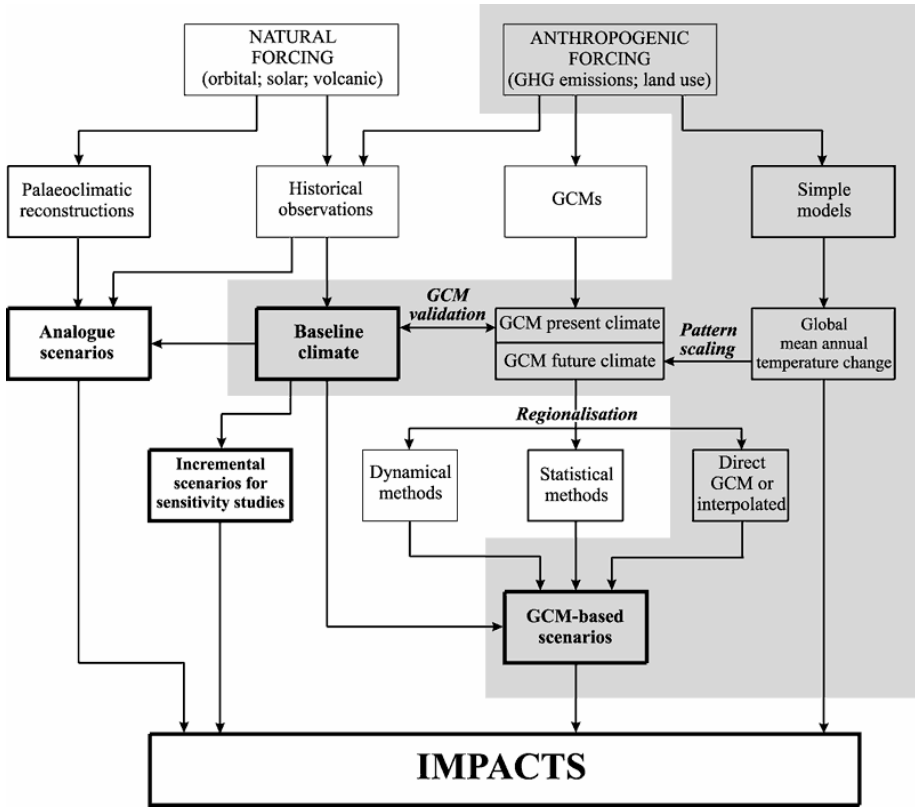 NATURAL
FORCING
(orbital; solar; volcanic)
ANTHROPOGENIC
FORCING
(GHG emissions; land use)
Palaeoclimatic
reconstructions
Historical
observations
GCMs
Simple
models
Analogue
scenarios
Baseline
climate
GCM
validation
GCM present climate
GCM future climate
Pattern
scaling
Global
mean annual
temperature change
Regionalisation
Incremental
scenarios for
sensitivity studies
Dynamical
methods
Statistical
methods
Direct
GCM or
interpolated
GCM-based
scenarios
IMPACTS